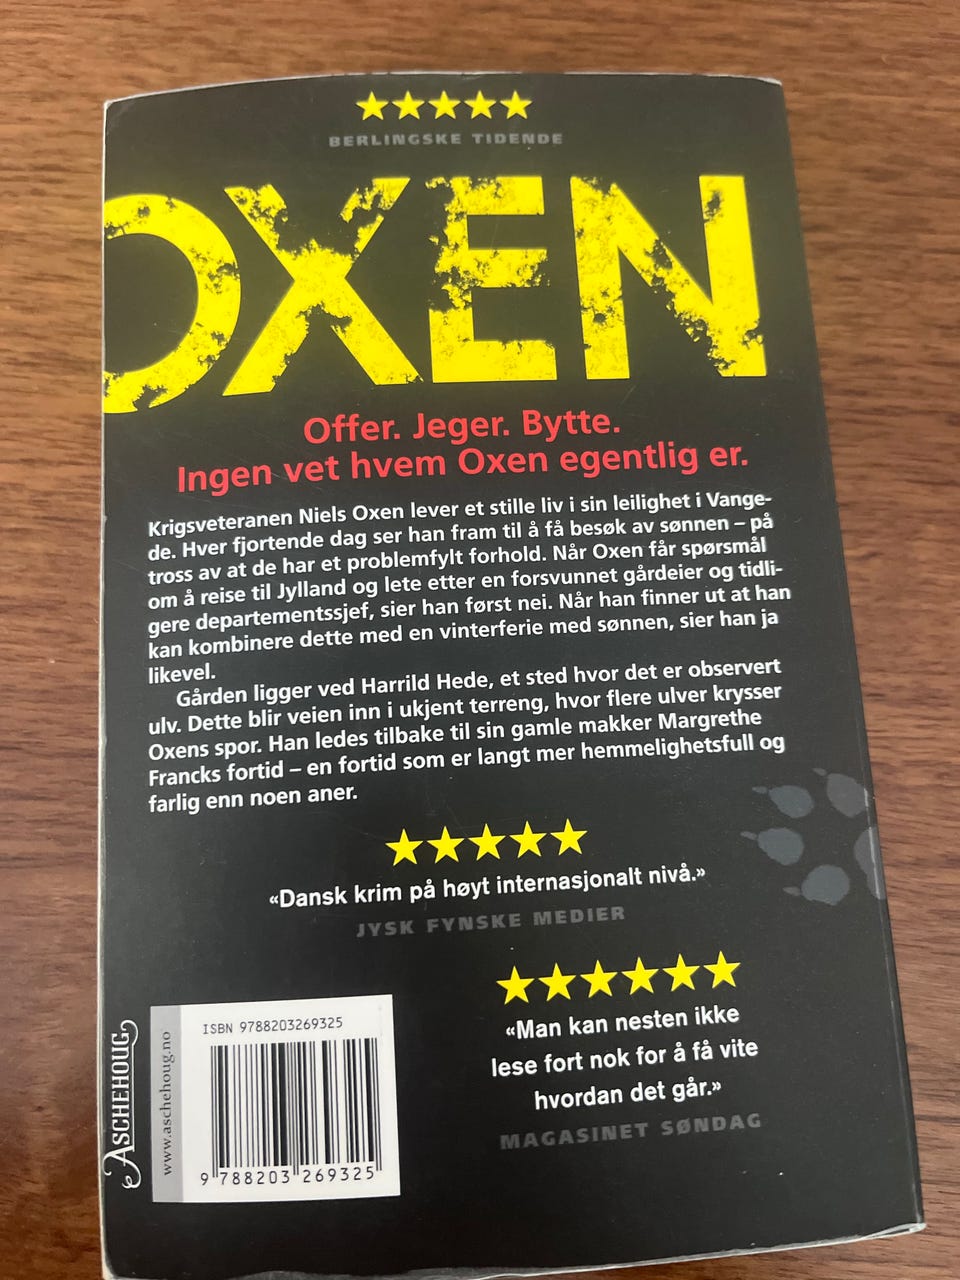 BERLINGSKE TIDENDE
OXEN
Offer. Jeger. Bytte.
Ingen vet hvem Oxen egentlig er.
Krigsveteranen Niels Oxen lever et stille liv i sin leilighet i Vange-
de. Hver fjortende dag ser han fram til å få besøk av sønnen – på
tross av at de har et problemfylt forhold. Når Oxen får spørsmål
om å reise til Jylland og lete etter en forsvunnet gårdeier og tidli-
gere departementssjef, sier han først nei. Når han finner ut at han
kan kombinere dette med en vinterferie med sønnen, sier han ja
likevel.
Gården ligger ved Harrild Hede, et sted hvor det er observert
ulv. Dette blir veien inn i ukjent terreng, hvor flere ulver krysser
Oxens spor. Han ledes tilbake til sin gamle makker Margrethe
Francks fortid – en fortid som er langt mer hemmelighetsfull og
farlig enn noen aner.
«Dansk krim på høyt internasjonalt nivå.»
JYSK FYNSKE MEDIER
«Man kan nesten ikke
lese fort nok for å få vite
hvordan det går.»
MAGASINET SØNDAG
ASCHEHOUG
www.aschehoug.no
ISBN 9788203269325
9 788203 269325